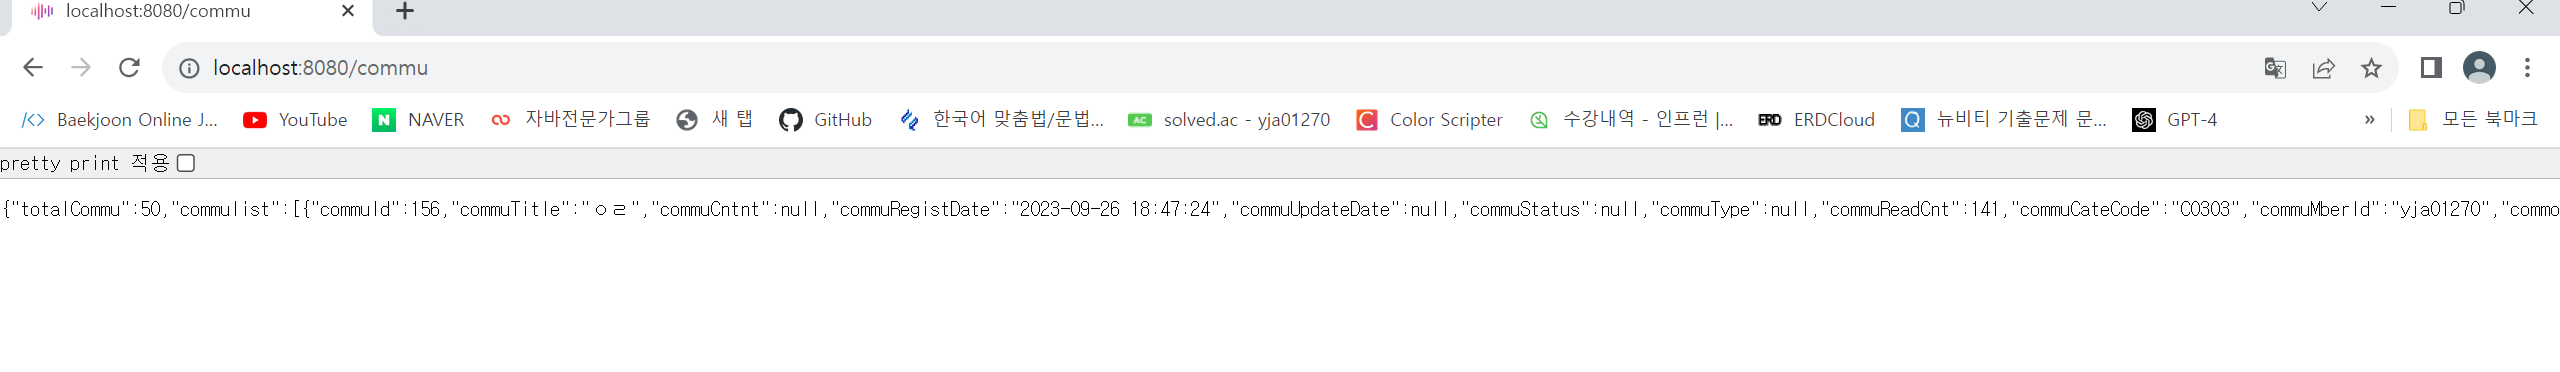 localhost:8080/commu
localhost:8080/commu
Baekjoon Online J... YouTube NAVER 자바전문가그룹 새 탭 GitHub 한국어 맞춤법/문법... solved.ac - yja01270 Color Scripter 수강내역 - 인프런 |... ERDCloud 뉴비티 기출문제 문... GPT-4 » 모든 북마크
pretty print 적용
{"totalCommu":50,"commulist":[{"commuId":156,"commuTitle":"ㅇㄹ","commuCntnt":null,"commuRegistDate":"2023-09-26 18:47:24","commuUpdateDate":null,"commuStatus":null,"commuType":null,"commuReadCnt":141,"commuCateCode":"C0303","commuMberId":"yja01270","commo